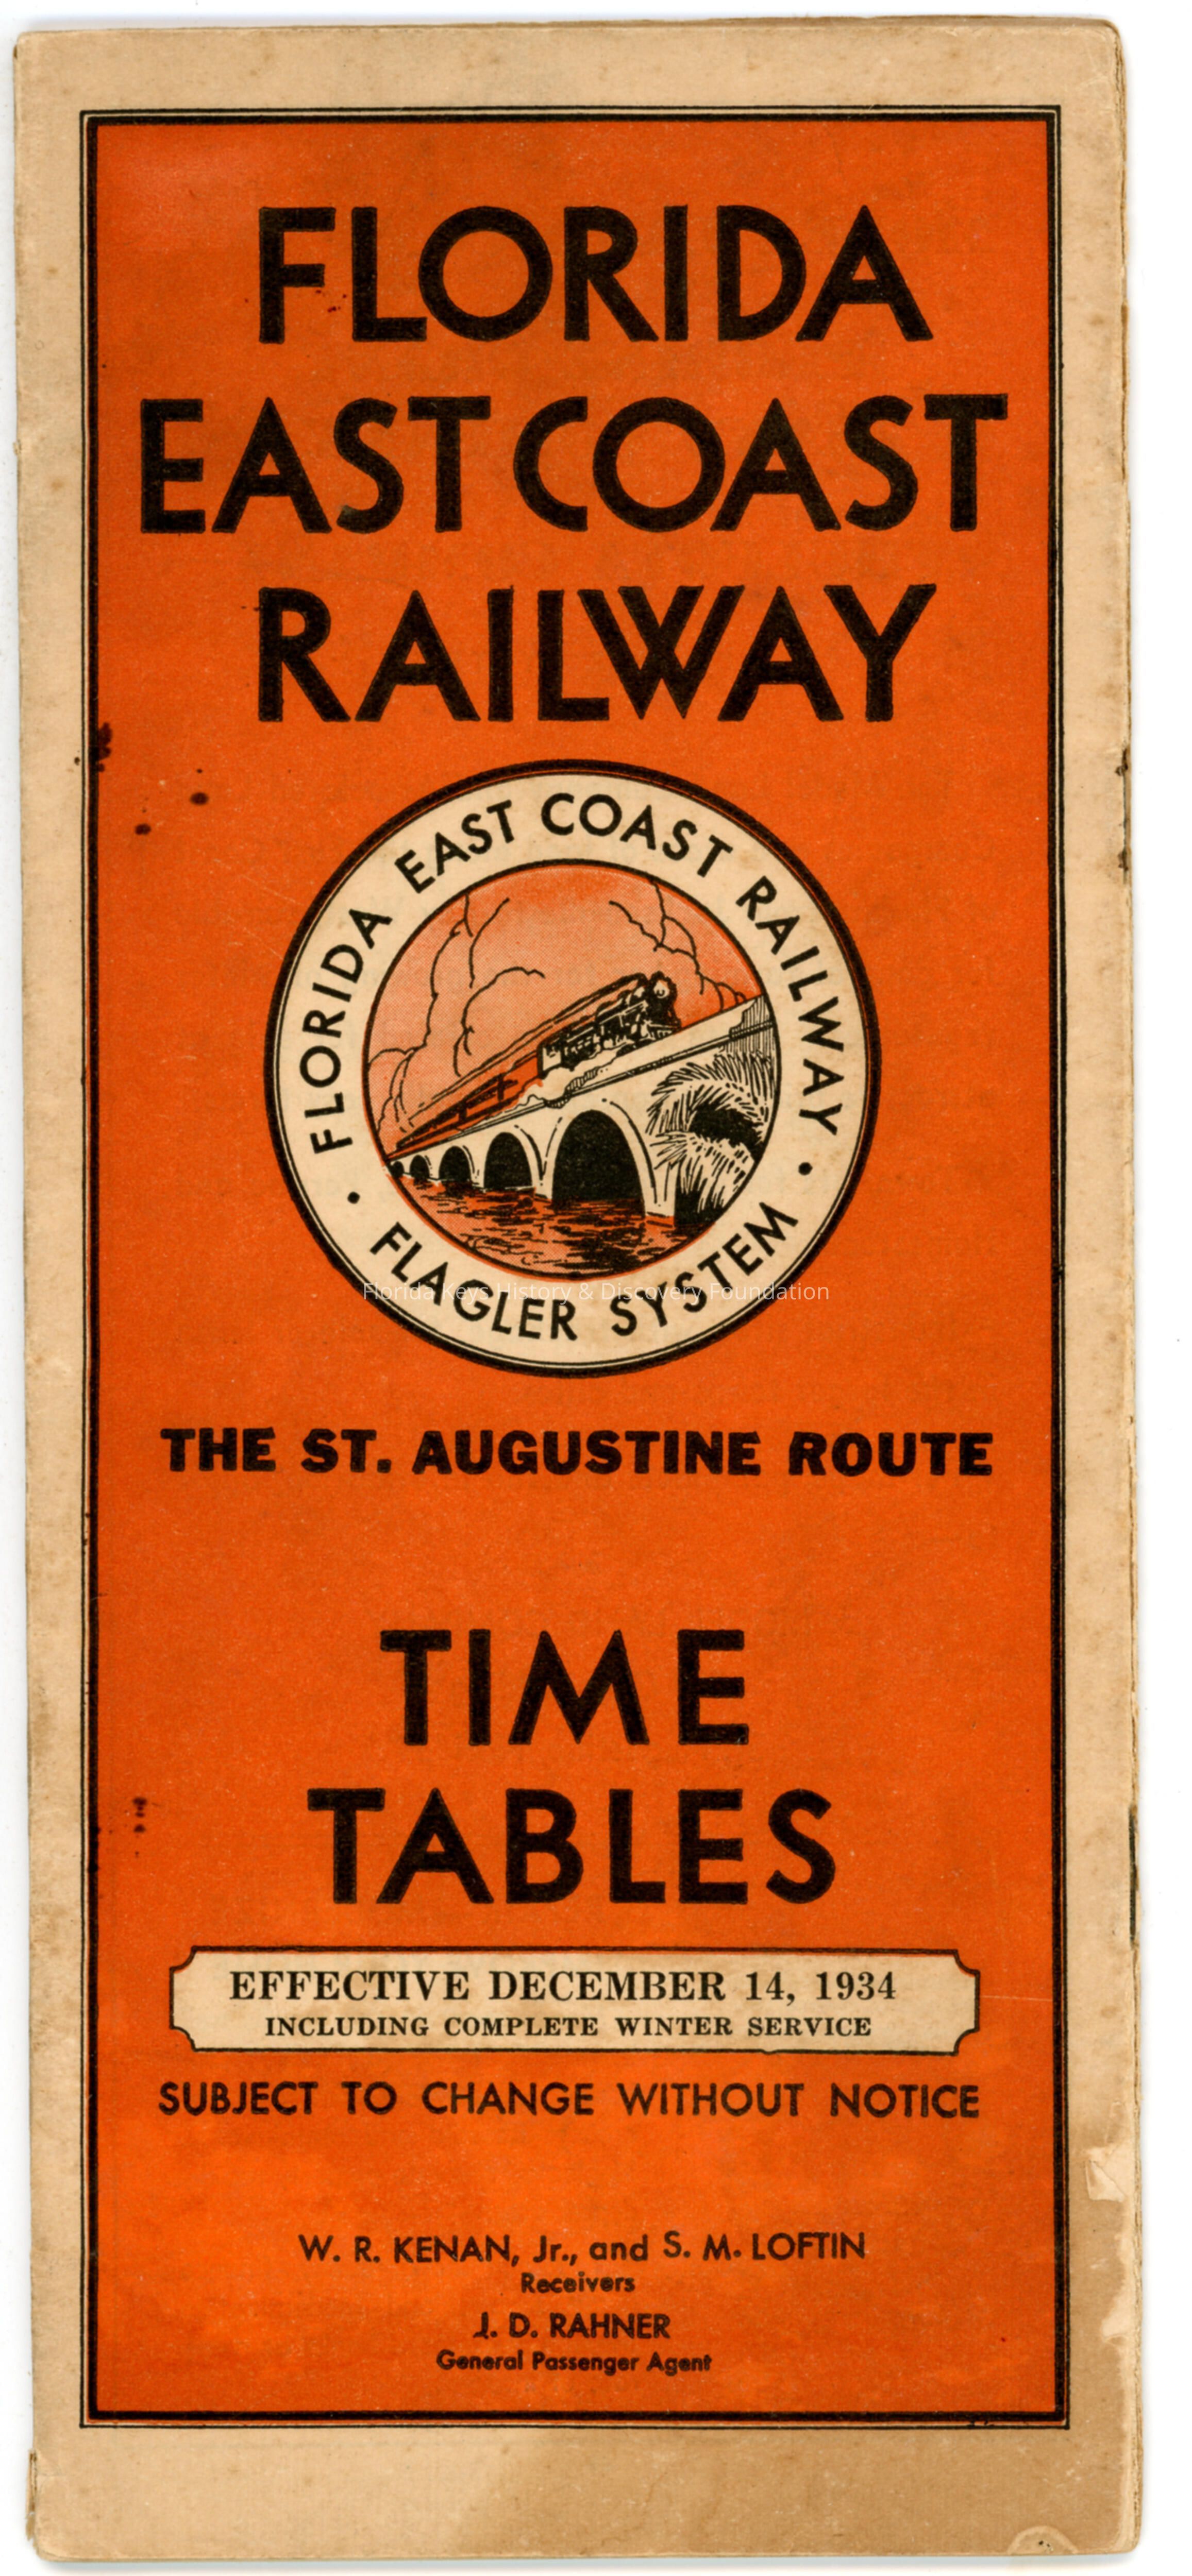 FLORIDA
EAST COAST
RAILWAY
FLORIDA EAST COAST RAILWAY
• FLAGLER SYSTEM •
Florida Keys History & Discovery Foundation
THE ST. AUGUSTINE ROUTE
TIME
TABLES
EFFECTIVE DECEMBER 14, 1934
INCLUDING COMPLETE WINTER SERVICE
SUBJECT TO CHANGE WITHOUT NOTICE
W. R. KENAN, Jr., and S. M. LOFTIN
Receivers
J. D. RAHNER
General Passenger Agent